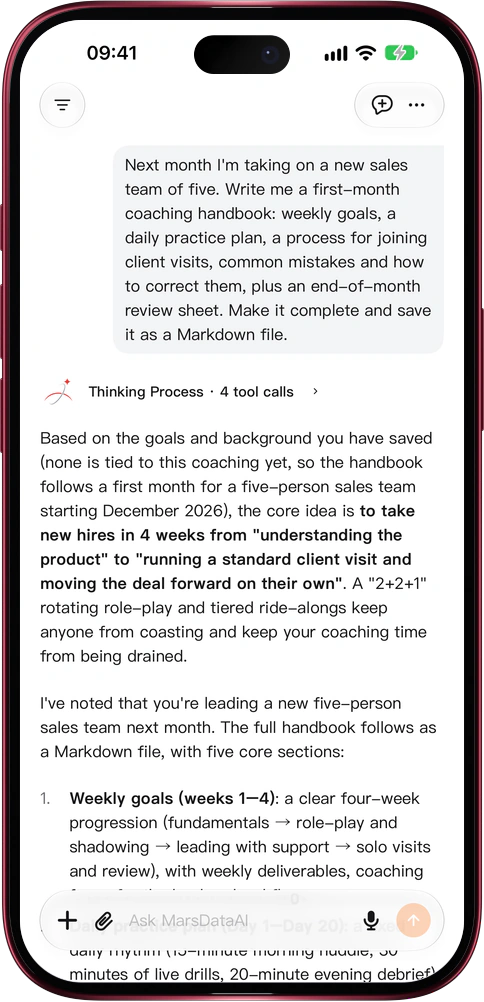 09:41
Next month I'm taking on a new sales
team of five. Write me a first-month
coaching handbook: weekly goals, a
daily practice plan, a process for joining
client visits, common mistakes and how
to correct them, plus an end-of-month
review sheet. Make it complete and save
it as a Markdown file.
Thinking Process · 4 tool calls
Based on the goals and background you have saved
(none is tied to this coaching yet, so the handbook
follows a first month for a five-person sales team
starting December 2026), the core idea is to take
new hires in 4 weeks from "understanding the
product" to "running a standard client visit and
moving the deal forward on their own". A "2+2+1"
rotating role-play and tiered ride-alongs keep
anyone from coasting and keep your coaching time
from being drained.
I've noted that you're leading a new five-person
sales team next month. The full handbook follows as
a Markdown file, with five core sections:
1. Weekly goals (weeks 1–4): a clear four-week
progression (fundamentals → role-play and
shadowing → leading with support → solo visits
and review), with weekly deliverables, coaching
Ask MarsDataAI
Daily practice plan (Day 1–Day 20): a
daily rhythm (15-minute morning huddle, 30
minutes of live drills, 20-minute evening debrief)